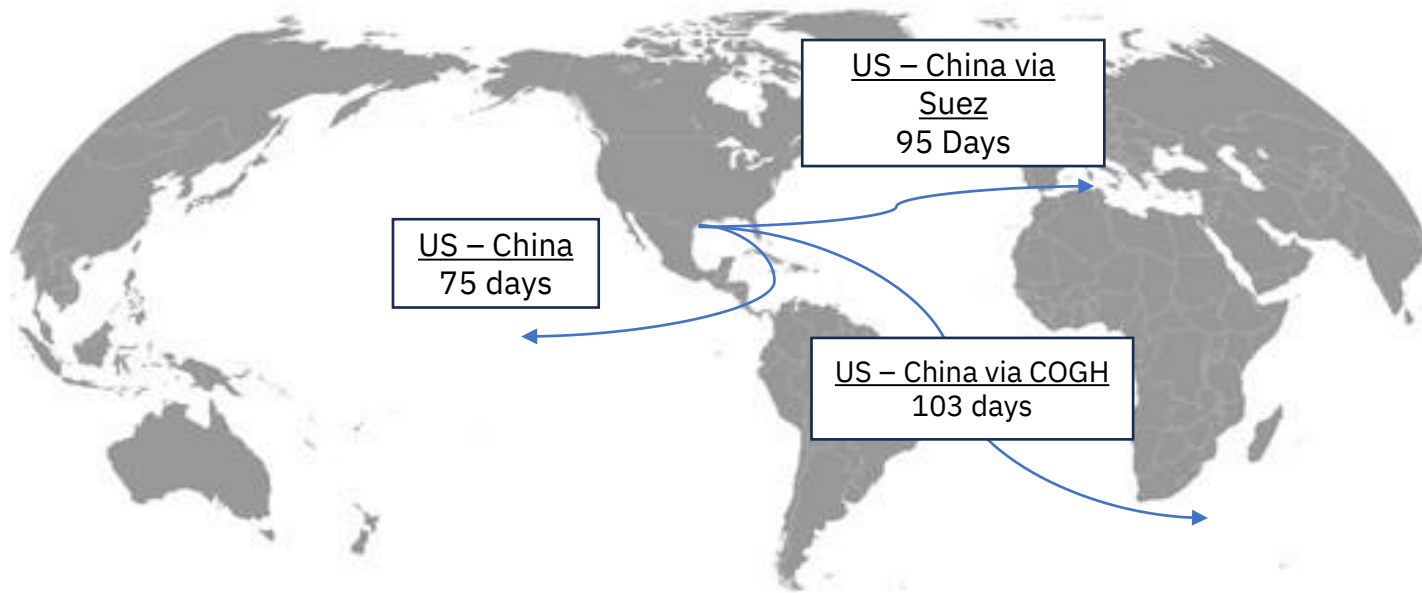 US – China via
Suez
95 Days
US – China
75 days
US – China via COGH
103 days